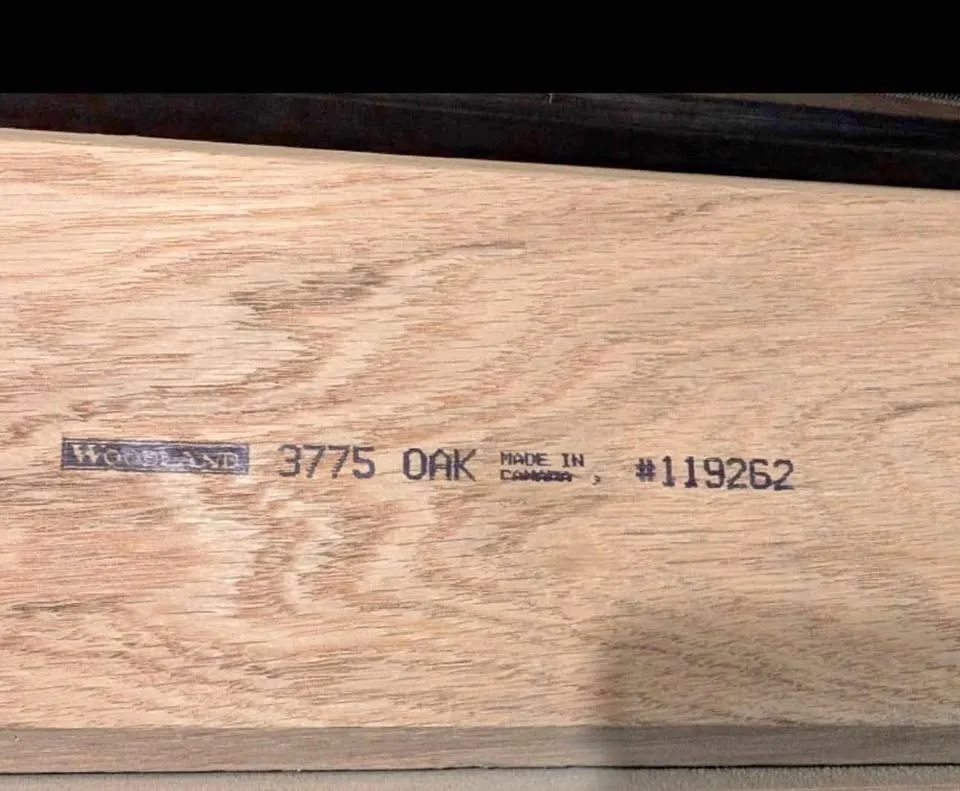 WOODLAND 3775 OAK MADE IN
CANADA , #119262